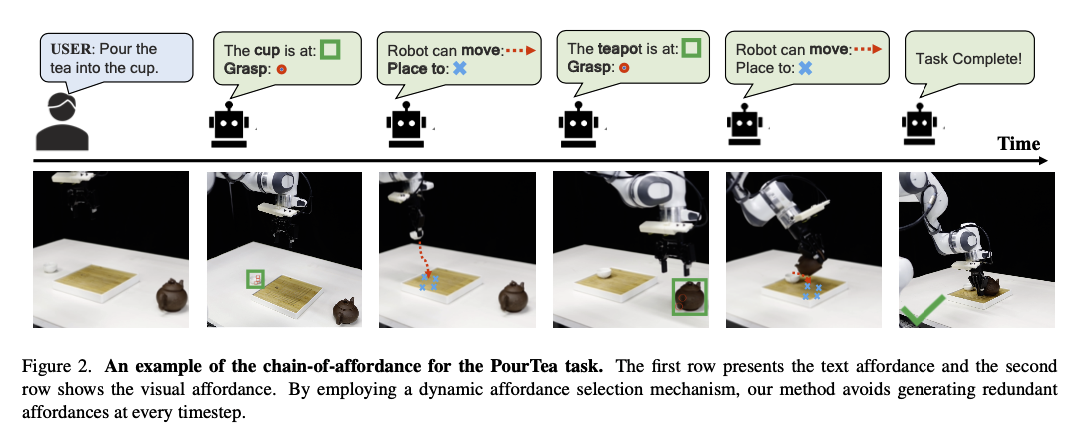 USER: Pour the
tea into the cup.
The cup is at:
Grasp:
Robot can move:
Place to:
The teapot is at:
Grasp:
Robot can move:
Place to:
Task Complete!
Time
Figure 2. An example of the chain-of-affordance for the PourTea task. The first row presents the text affordance and the second
row shows the visual affordance. By employing a dynamic affordance selection mechanism, our method avoids generating redundant
affordances at every timestep.